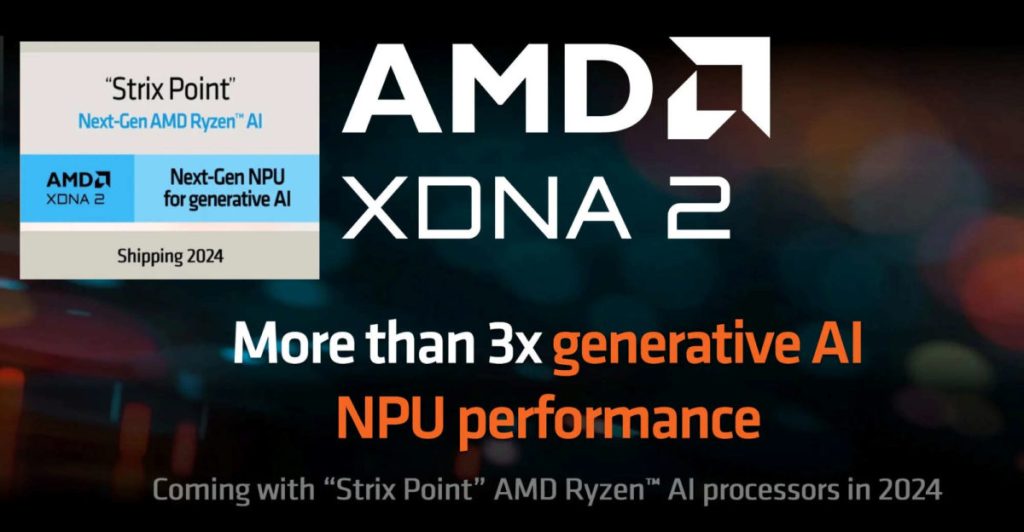 “Strix Point”
Next-Gen AMD Ryzen™ AI
AMD
XDNA 2
Next-Gen NPU
for generative AI
Shipping 2024
AMD
XDNA 2
More than 3x generative AI
NPU performance
Coming with “Strix Point” AMD Ryzen™ AI processors in 2024